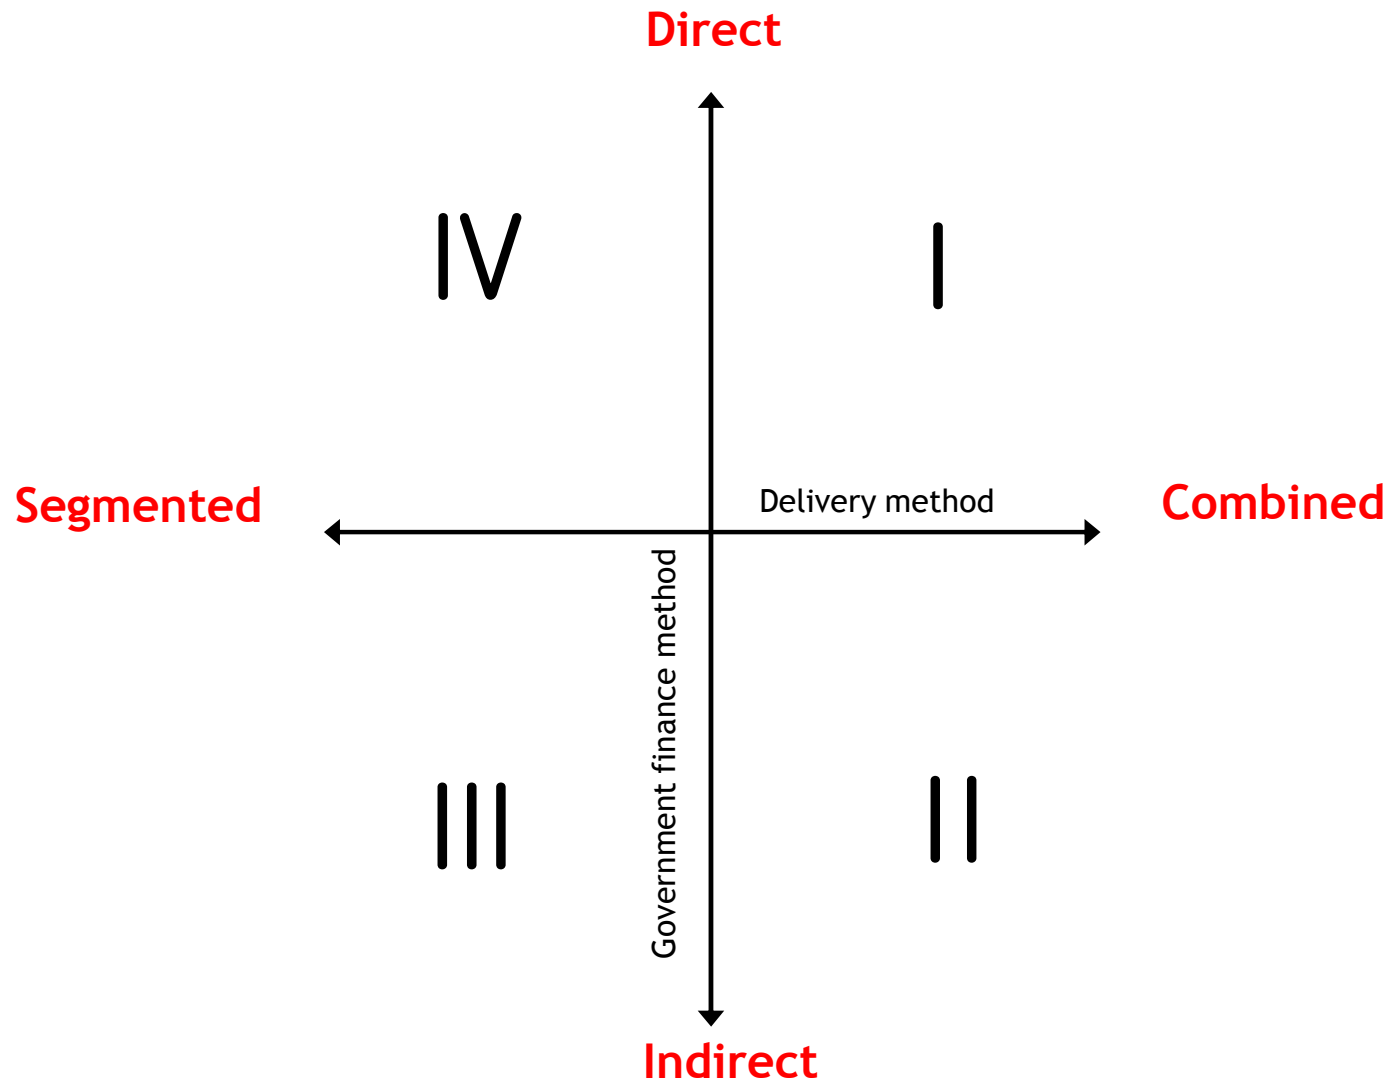 Direct
IV
I
Segmented
Delivery method
Combined
Government finance method
III
II
Indirect